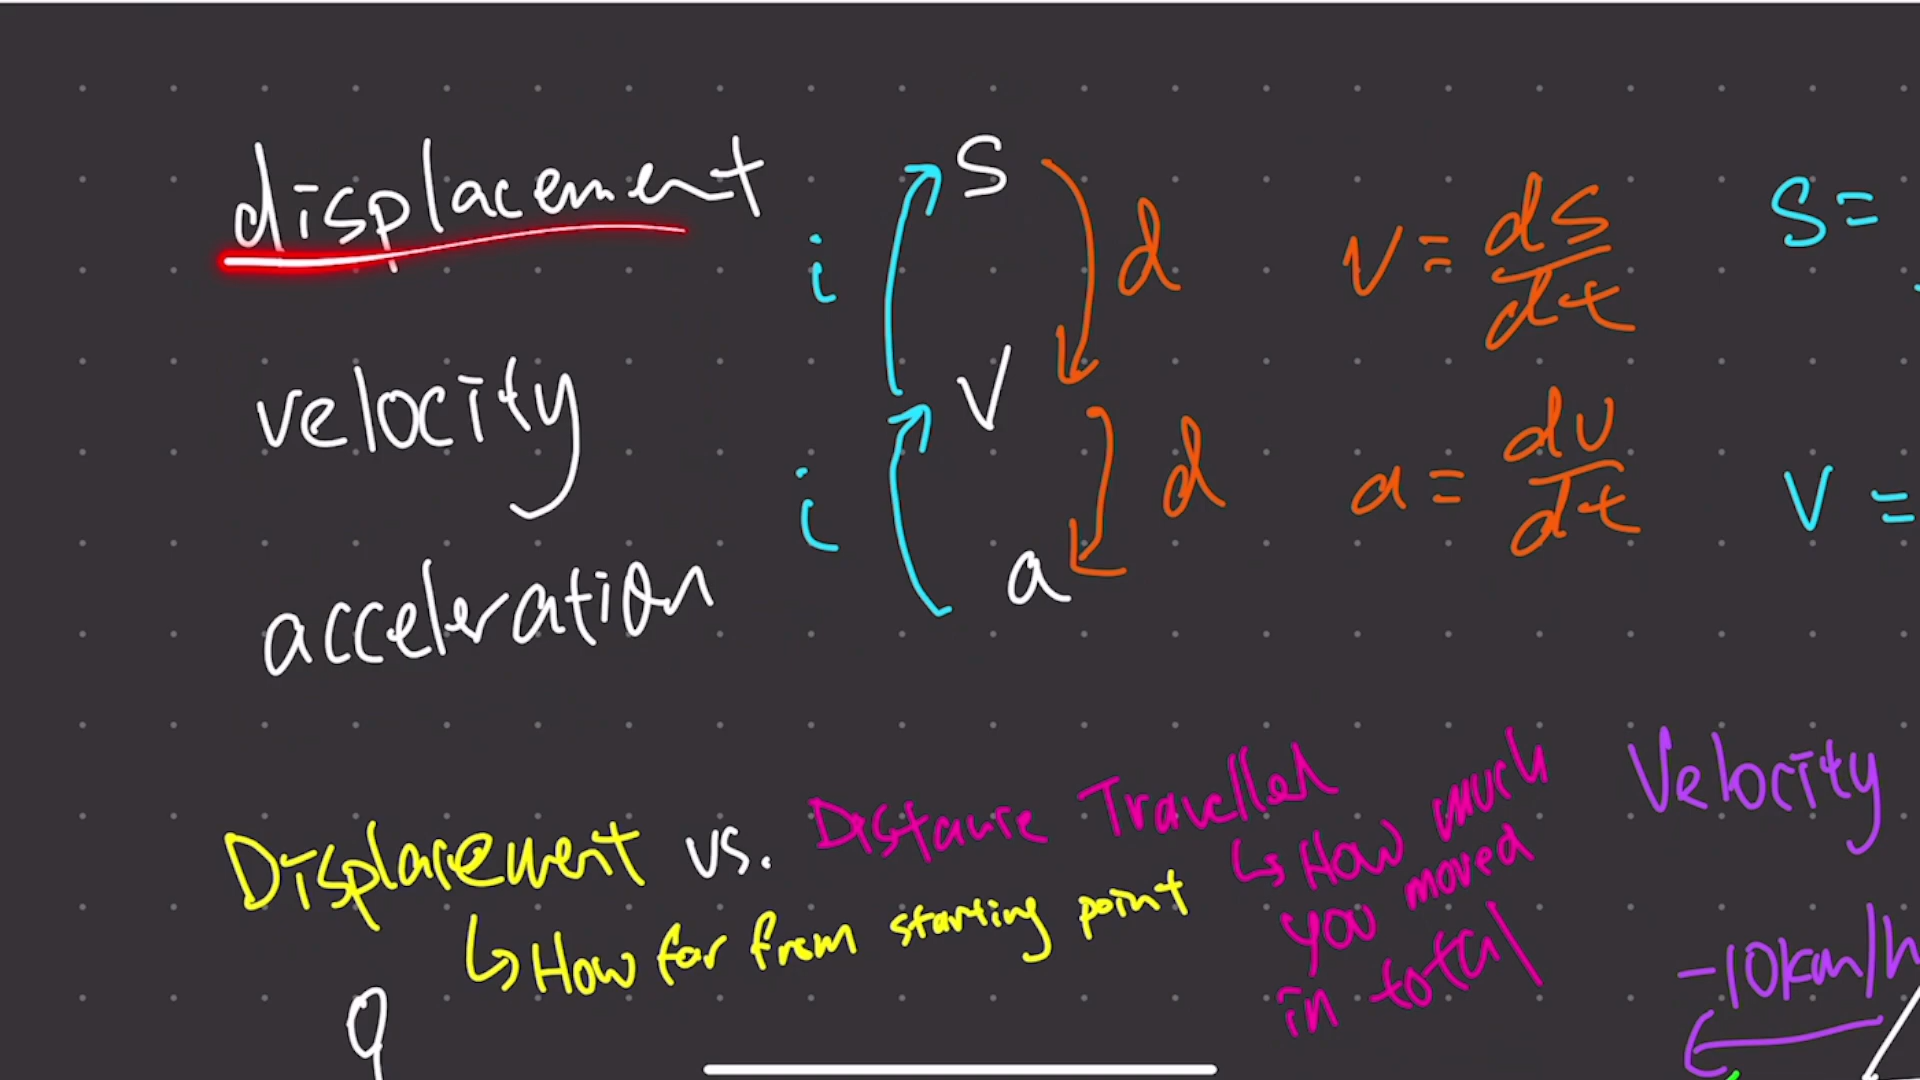 displacement
S
i
d
v = ds/dt
S =
velocity
V
i
d
a = dv/dt
V =
acceleration
a
Displacement vs. Distance Travelled
↳ How far from starting point
↳ How much
you moved
in total
Velocity
-10km/h